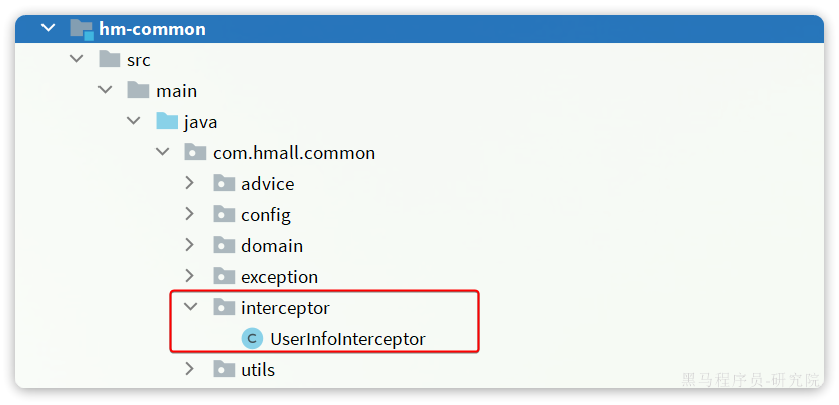 hm-common
src
main
java
com.hmall.common
advice
config
domain
exception
interceptor
C UserInfoInterceptor
utils
黑马程序员-研究院